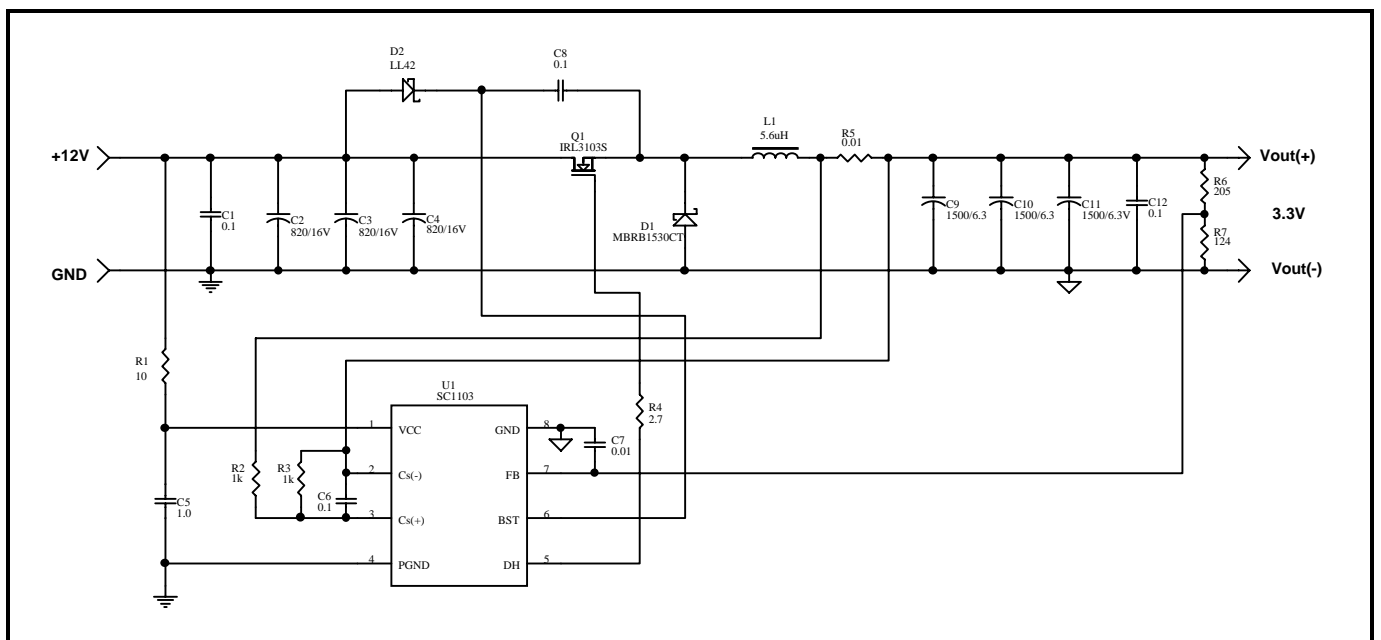 D2
LL42
C8
0.1
Q1
IRL3103S
L1
5.6uH
R5
0.01
+12V
Vout(+)
C1
0.1
C2
820/16V
C3
820/16V
C4
820/16V
D1
MBRB1530CT
C9
1500/6.3
C10
1500/6.3
C11
1500/6.3V
C12
0.1
R6
205
3.3V
R7
124
GND
Vout(-)
R1
10
U1
SC1103
R4
2.7
1
VCC
GND
8
C7
0.01
R2
1k
R3
1k
2
Cs(-)
FB
7
C6
0.1
C5
1.0
3
Cs(+)
BST
6
4
PGND
DH
5